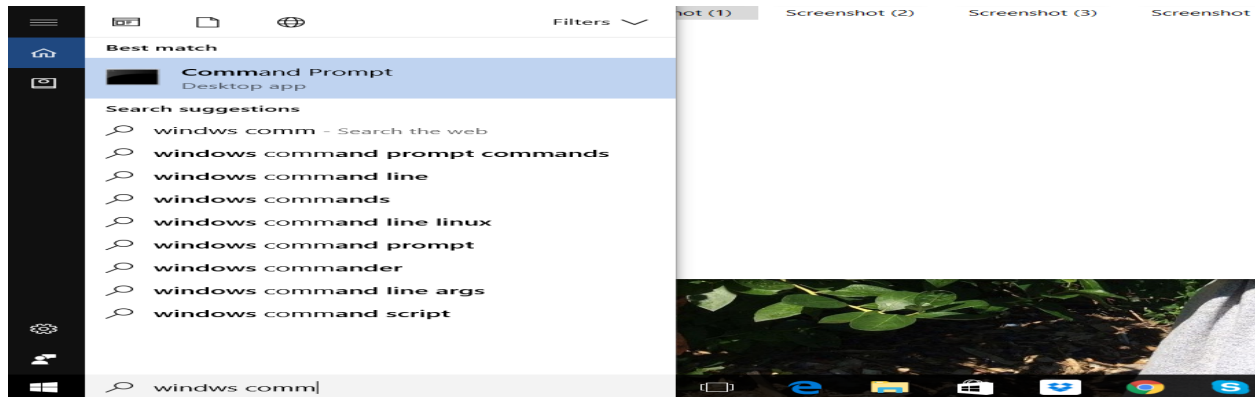 Filters
Best match
Command Prompt
Desktop app
Search suggestions
windws comm - Search the web
windows command prompt commands
windows command line
windows commands
windows command line linux
windows command prompt
windows commander
windows command line args
windows command script
windws comm
(1) Screenshot (2) Screenshot (3) Screenshot